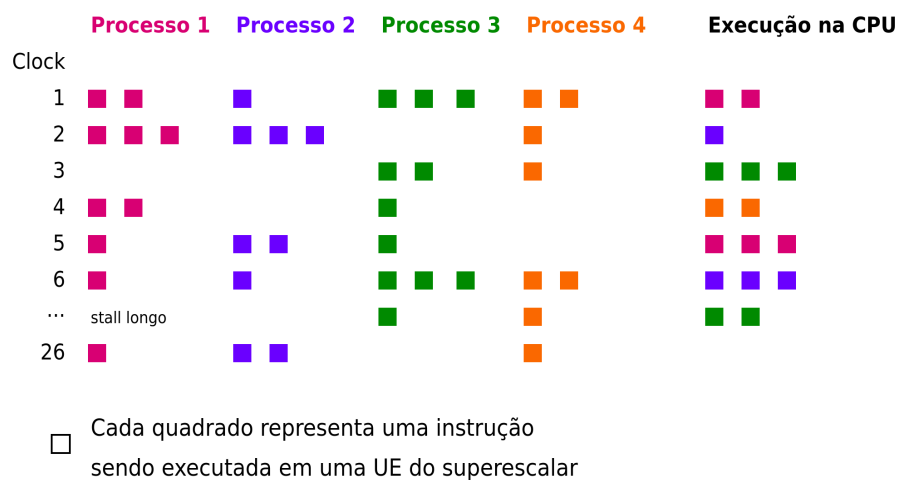 Processo 1 Processo 2 Processo 3 Processo 4 Execução na CPU
Clock
1
2
3
4
5
6
... stall longo
26
Cada quadrado representa uma instrução
sendo executada em uma UE do superescalar